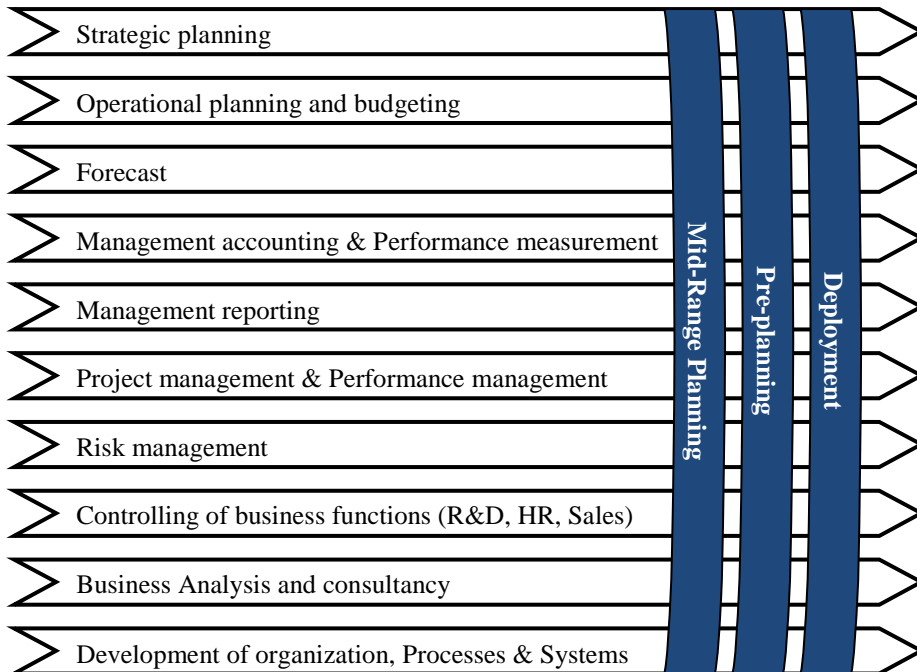 Strategic planning
Operational planning and budgeting
Forecast
Management accounting & Performance measurement
Management reporting
Project management & Performance management
Risk management
Controlling of business functions (R&D, HR, Sales)
Business Analysis and consultancy
Development of organization, Processes & Systems
Mid-Range Planning
Pre-planning
Deployment